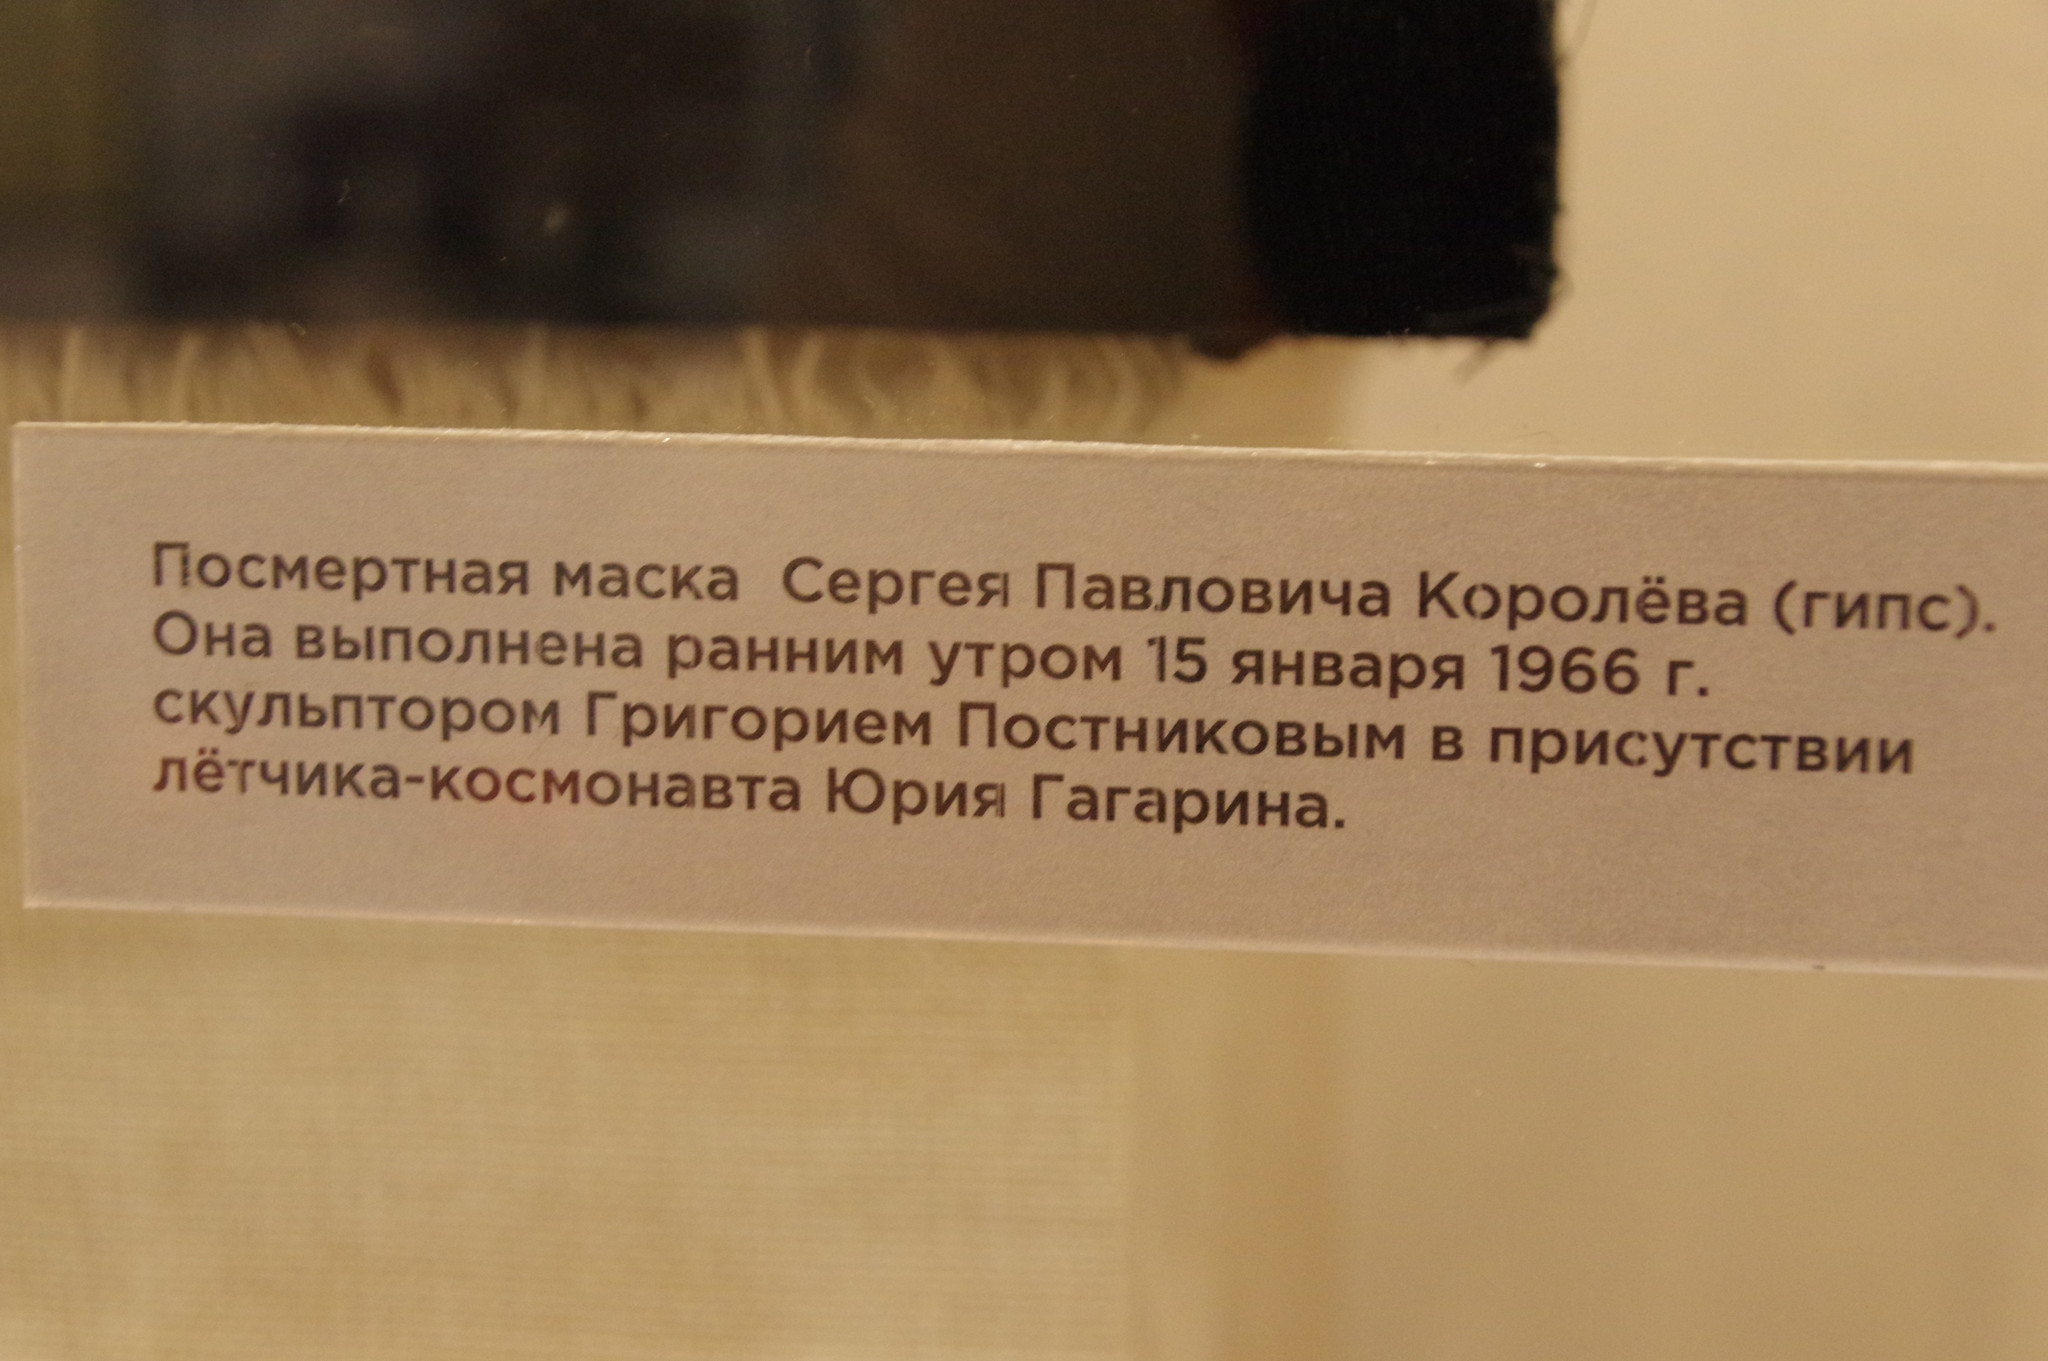 Посмертная маска Сергея Павловича Королёва (гипс).
Она выполнена ранним утром 15 января 1966 г.
скульптором Григорием Постниковым в присутствии
лётчика-космонавта Юрия Гагарина.